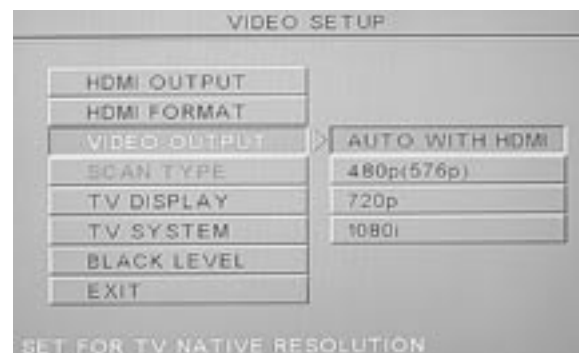 VIDEO SETUP
HDMI OUTPUT
HDMI FORMAT
VIDEO OUTPUT
SCAN TYPE
TV DISPLAY
TV SYSTEM
BLACK LEVEL
EXIT
AUTO WITH HDMI
480p(576p)
720p
1080i
SET FOR TV NATIVE RESOLUTION